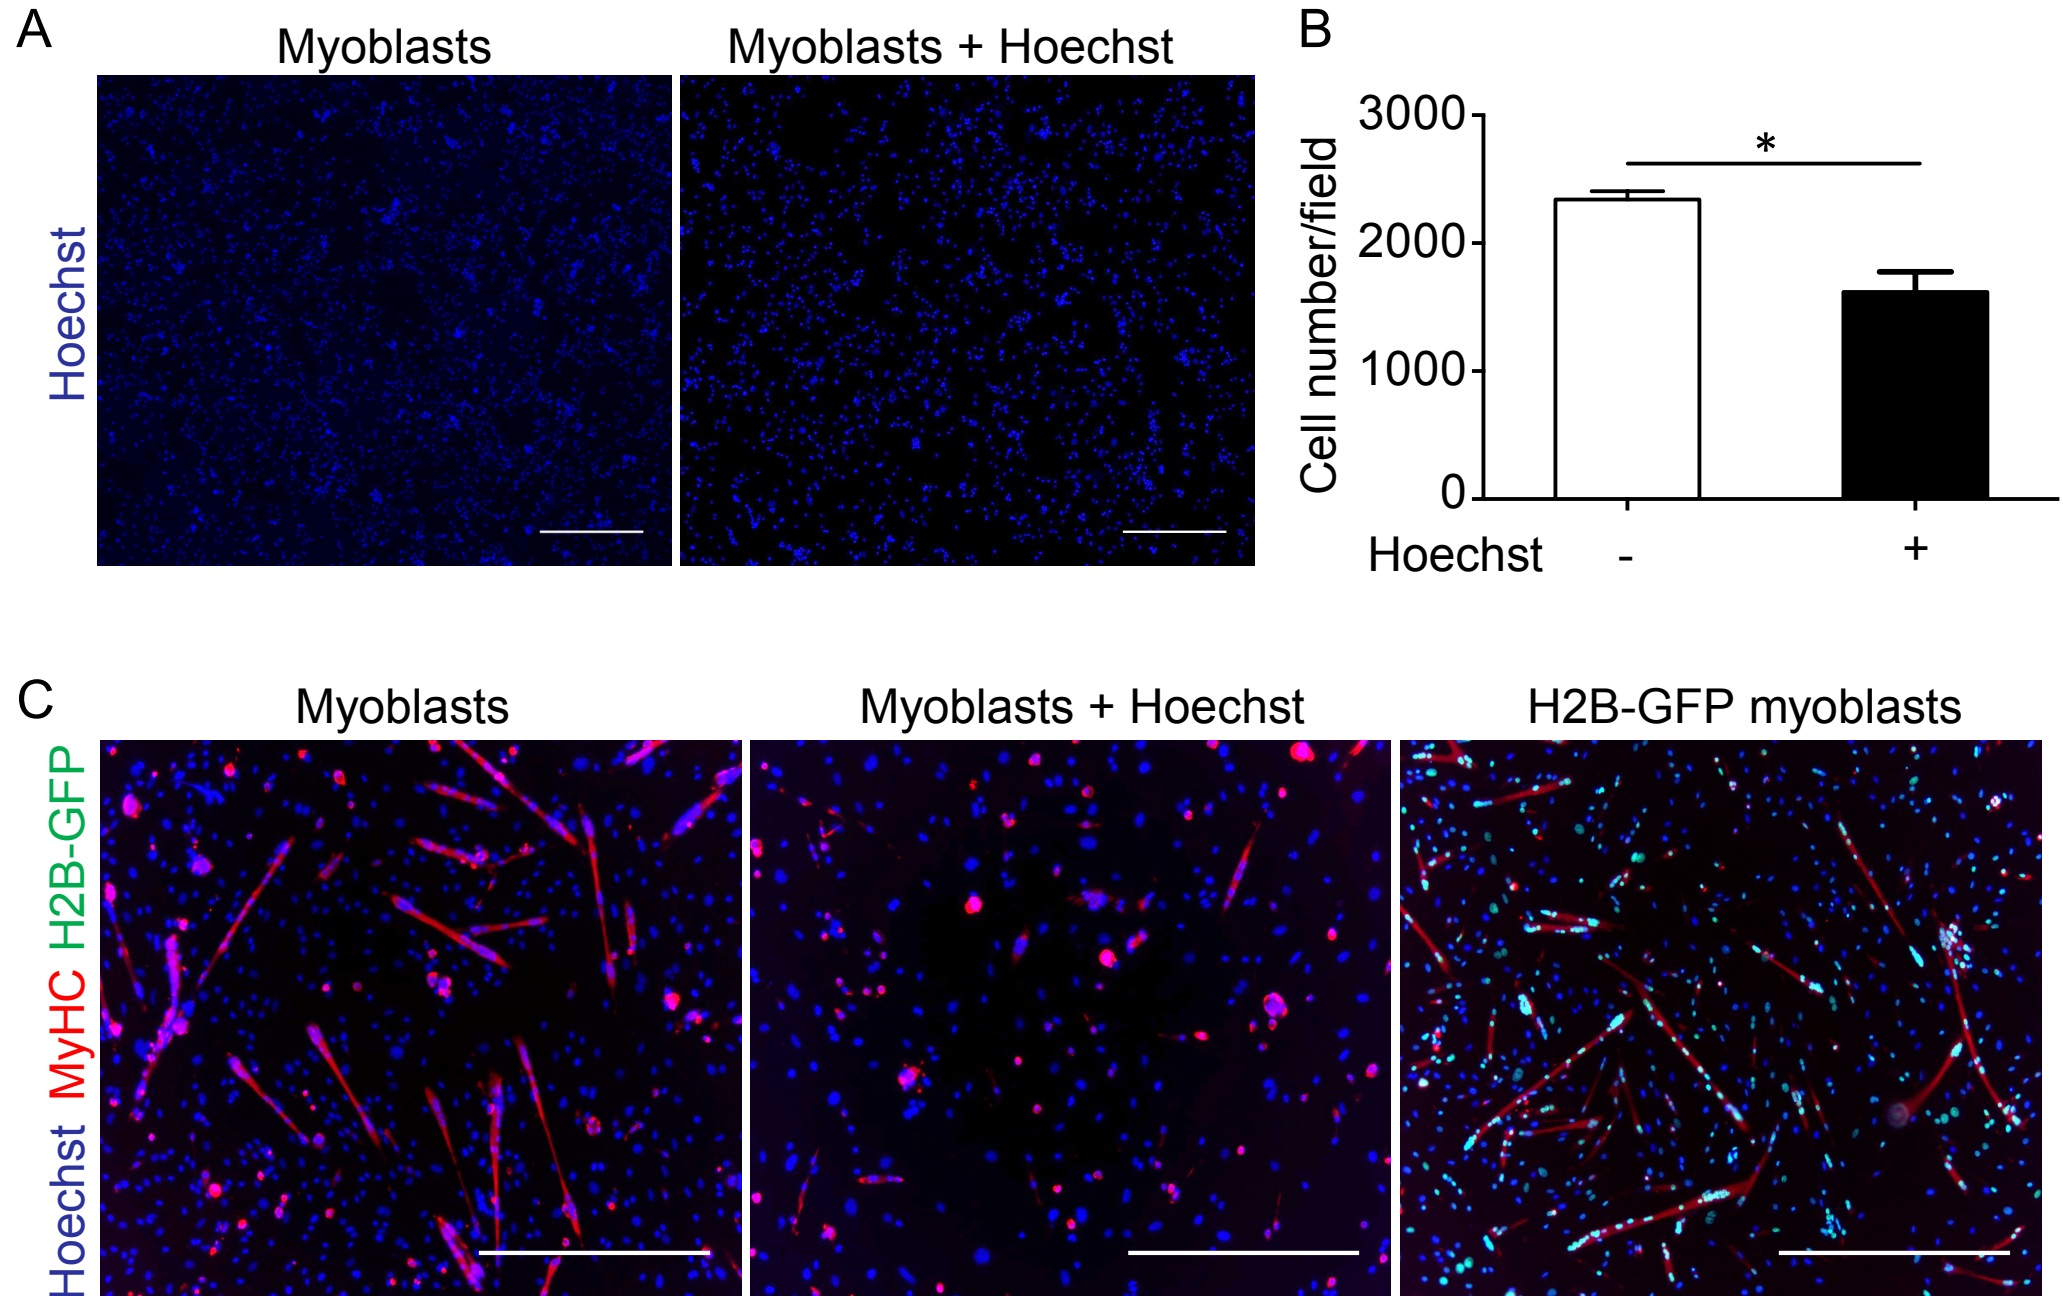 A
Myoblasts
Myoblasts + Hoechst
Hoechst
B
3000
2000
1000
0
Cell number/field
*
Hoechst - +
C
Myoblasts
Myoblasts + Hoechst
H2B-GFP myoblasts
Hoechst MyHC H2B-GFP